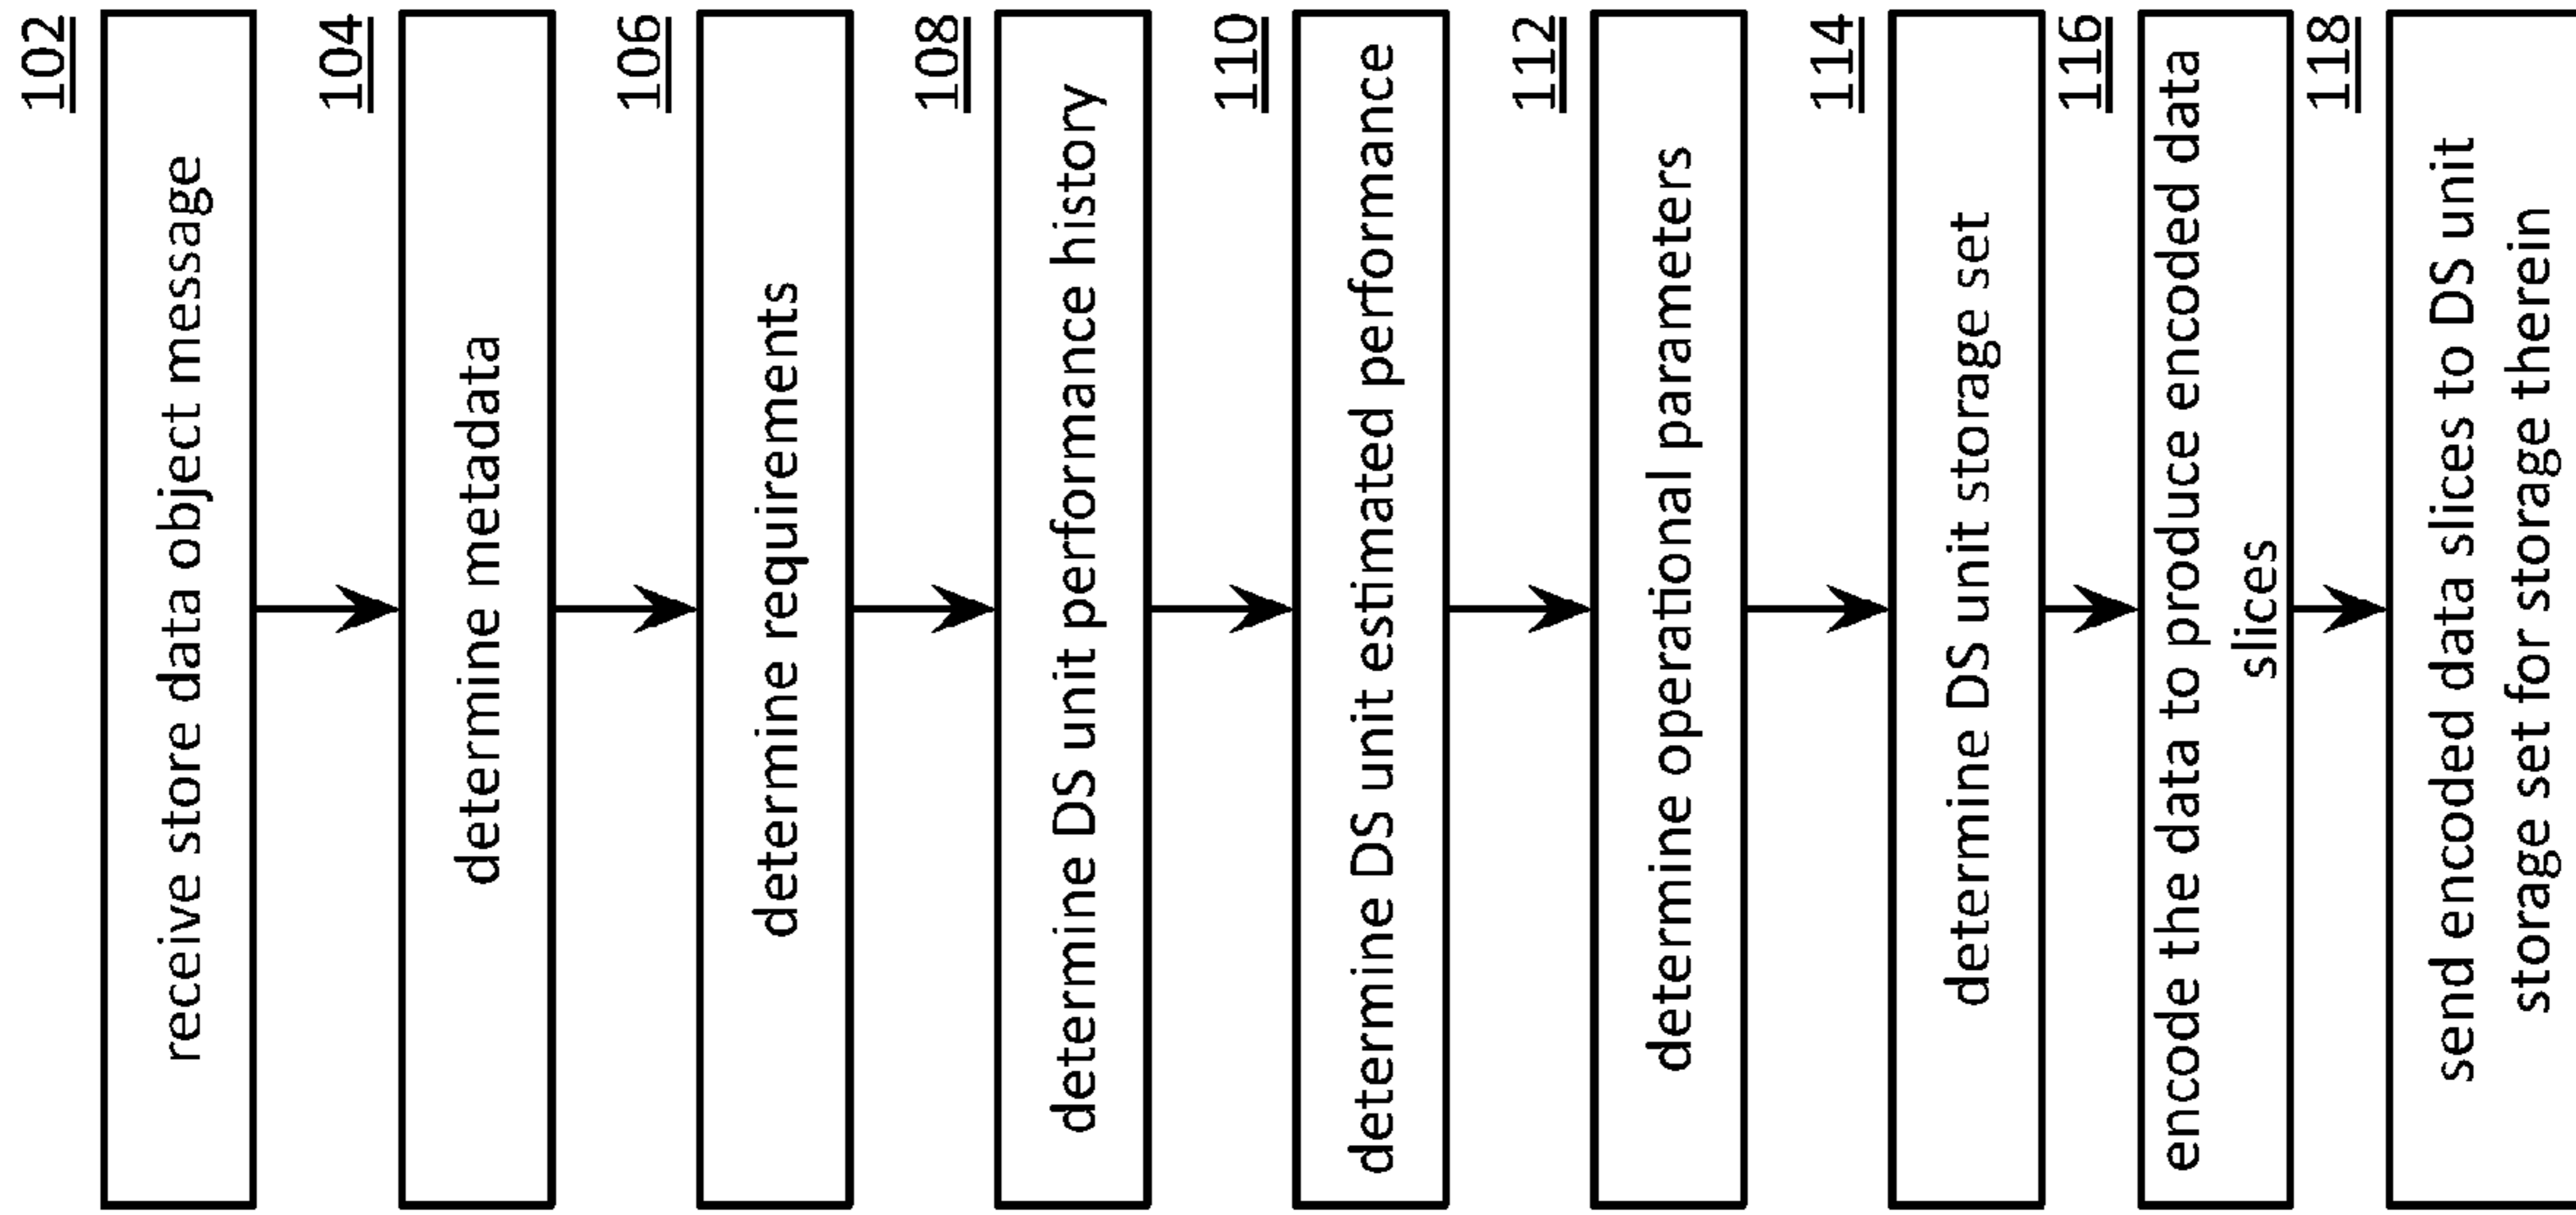 102
receive store data object message
104
determine metadata
106
determine requirements
108
determine DS unit performance history
110
determine DS unit estimated performance
112
determine operational parameters
114
determine DS unit storage set
116
encode the data to produce encoded data
slices
118
send encoded data slices to DS unit
storage set for storage therein